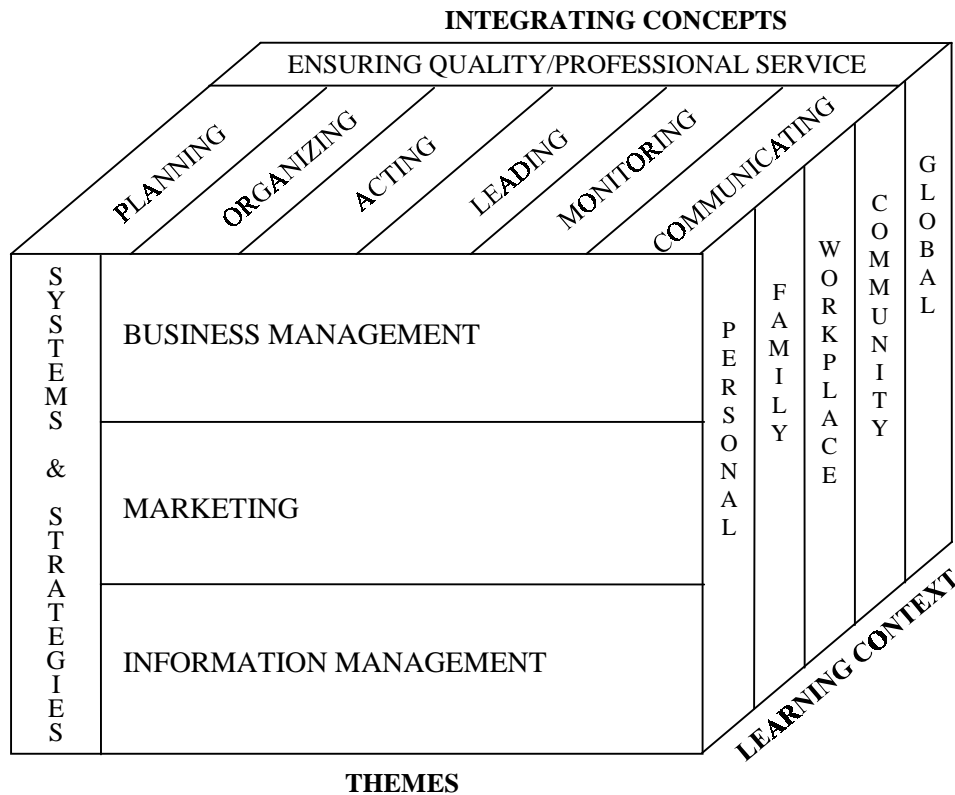 INTEGRATING CONCEPTS
ENSURING QUALITY/PROFESSIONAL SERVICE
PLANNING
ORGANIZING
ACTING
LEADING
MONITORING
COMMUNICATING
SYSTEMS & STRATEGIES
BUSINESS MANAGEMENT
MARKETING
INFORMATION MANAGEMENT
PERSONAL
FAMILY
WORKPLACE
COMMUNITY
GLOBAL
LEARNING CONTEXT
THEMES